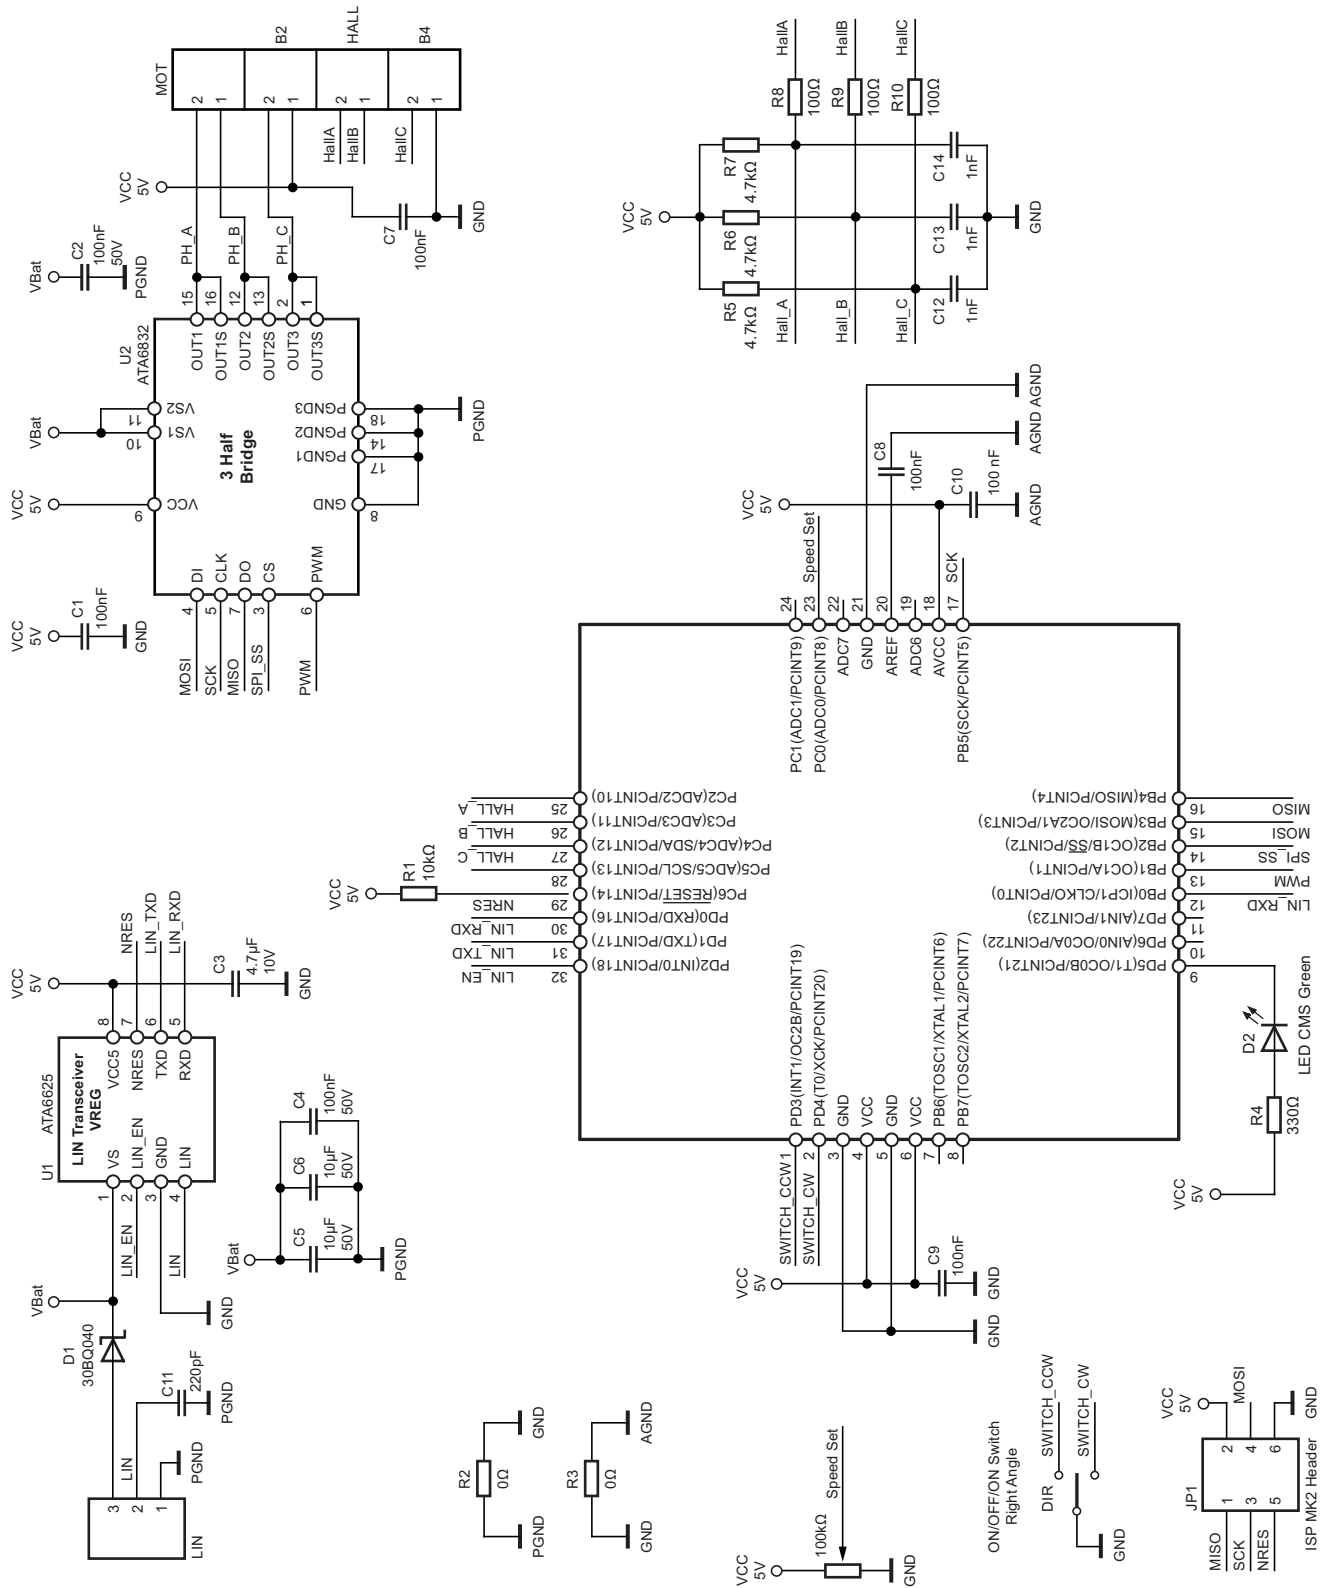 MOT
B2
HALL
B4
2
1
2
1
2
1
2
1
HallA
HallB
HallC
VCC
5V
C7
100nF
GND
VBat
C2
100nF
50V
PGND
PH_A
PH_B
PH_C
15
16
12
13
2
1
OUT1
OUT1S
OUT2
OUT2S
OUT3
OUT3S
U2
ATA6832
3 Half
Bridge
VBat
VS2
11
VS1
10
VCC
5V
VCC
9
PGND3
18
PGND2
14
PGND1
17
GND
8
PGND
DI
CLK
DO
CS
PWM
4
5
7
3
6
MOSI
SCK
MISO
SPI_SS
PWM
VCC
5V
C1
100nF
GND
HallA
HallB
HallC
R8
100Ω
R9
100Ω
R10
100Ω
VCC
5V
R7
4.7kΩ
R6
4.7kΩ
R5
4.7kΩ
C14
1nF
C13
1nF
C12
1nF
GND
Hall_A
Hall_B
Hall_C
AGND
AGND
AGND
C8
100nF
C10
100 nF
VCC
5V
Speed Set
SCK
24
23
22
21
20
19
18
17
PC1(ADC1/PCINT9)
PC0(ADC0/PCINT8)
ADC7
GND
AREF
ADC6
AVCC
PB5(SCK/PCINT5)
PC2(ADC2/PCINT10)
PC3(ADC3/PCINT11)
PC4(ADC4/SDA/PCINT12)
PC5(ADC5/SCL/PCINT13)
PC6(RESET/PCINT14)
PD0(RXD/PCINT16)
PD1(TXD/PCINT17)
PD2(INT0/PCINT18)
25
HALL_A
26
HALL_B
27
HALL_C
28
29
NRES
30
LIN_RXD
31
LIN_TXD
32
LIN_EN
VCC
5V
R1
10kΩ
PB4(MISO/PCINT4)
PB3(MOSI/OC2A1/PCINT3)
PB2(OC1B/SS/PCINT2)
PB1(OC1A/PCINT1)
PB0(ICP1/CLKO/PCINT0)
PD7(AIN1/PCINT23)
PD6(AIN0/OC0A/PCINT22)
PD5(T1/OC0B/PCINT21)
16
MISO
15
MOSI
14
SPI_SS
13
PWM
12
LIN_RXD
11
10
9
PD3(INT1/OC2B/PCINT19)
PD4(T0/XCK/PCINT20)
GND
VCC
GND
VCC
PB6(TOSC1/XTAL1/PCINT6)
PB7(TOSC2/XTAL2/PCINT7)
1
2
3
4
5
6
7
8
SWITCH_CCW
SWITCH_CW
VCC
5V
C9
100nF
GND
GND
D2
LED CMS Green
R4
330Ω
VCC
5V
NRES
LIN_TXD
LIN_RXD
VCC
5V
C3
4.7µF
10V
GND
8
7
6
5
VCC5
NRES
TXD
RXD
ATA6625
LIN Transceiver
VREG
U1
VS
LIN_EN
GND
LIN
1
2
3
4
LIN_EN
LIN
GND
VBat
C4
100nF
50V
C6
10µF
50V
C5
10µF
50V
VBat
PGND
D1
30BQ040
C11
220pF
PGND
LIN
PGND
3
2
1
LIN
R2
0Ω
GND
PGND
R3
0Ω
AGND
GND
Speed Set
100kΩ
VCC
5V
GND
ON/OFF/ON Switch
Right Angle
DIR
SWITCH_CCW
SWITCH_CW
GND
VCC
5V
MOSI
GND
JP1
2
4
6
1
3
5
MISO
SCK
NRES
ISP MK2 Header